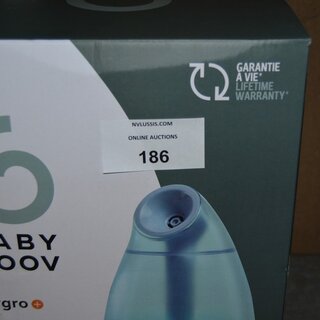 GARANTIE
À VIE*
LIFETIME
WARRANTY*
NVLUSSIS.COM
ONLINE AUCTIONS
186
ABY
OOV
gro+